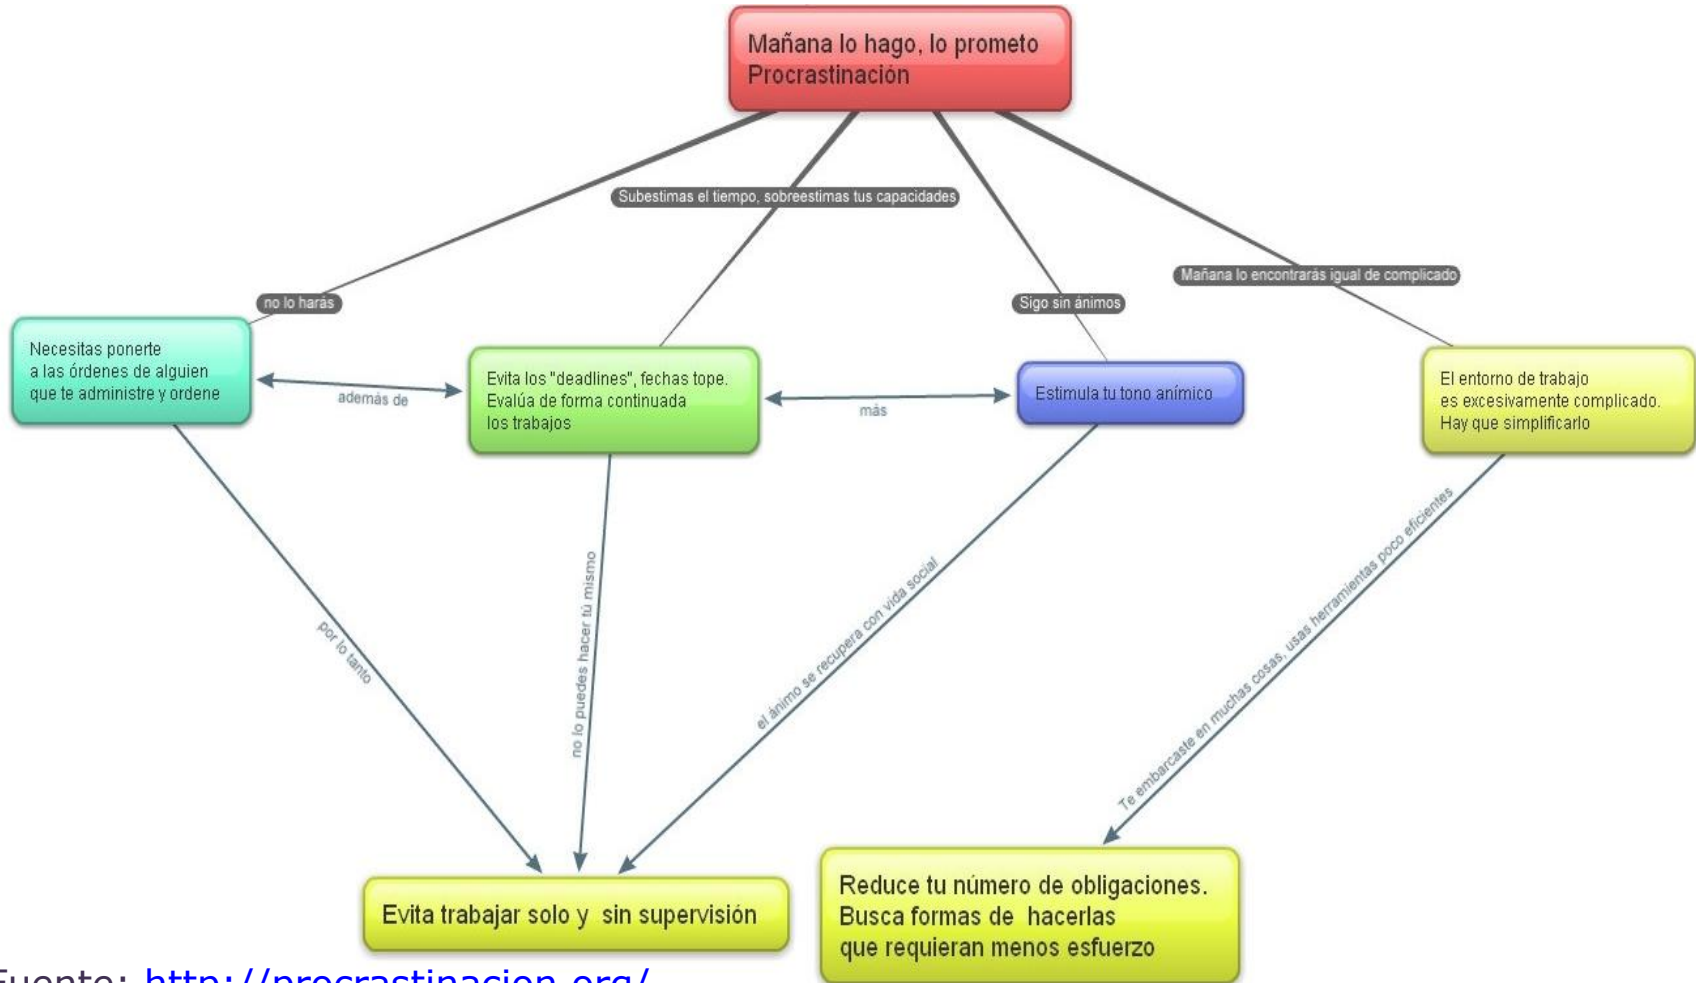 Mañana lo hago, lo prometo
Procrastinación
Subestimas el tiempo, sobreestimas tus capacidades
Mañana lo encontrarás igual de complicado
no lo harás
Sigo sin ánimos
Necesitas ponerte
a las órdenes de alguien
que te administre y ordene
además de
Evita los "deadlines", fechas tope.
Evalúa de forma continuada
los trabajos
más
Estimula tu tono anímico
El entorno de trabajo
es excesivamente complicado.
Hay que simplificarlo
por lo tanto
no lo puedes hacer tú mismo
el ánimo se recupera con vida social
Te embarcaste en muchas cosas, usas herramientas poco eficientes
Evita trabajar solo y sin supervisión
Reduce tu número de obligaciones.
Busca formas de hacerlas
que requieran menos esfuerzo
Fuente: http://procrastinacion.org/